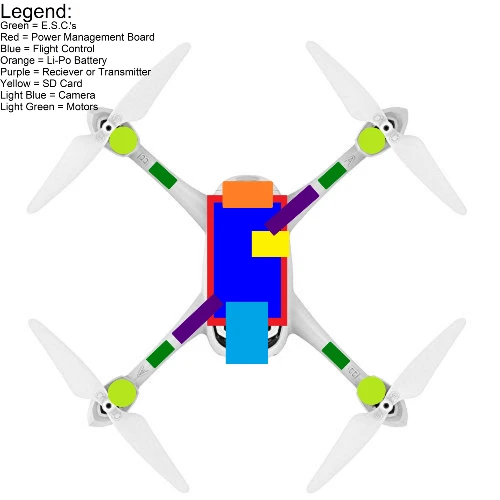 Legend:
Green = E.S.C.'s
Red = Power Management Board
Blue = Flight Control
Orange = Li-Po Battery
Purple = Reciever or Transmitter
Yellow = SD Card
Light Blue = Camera
Light Green = Motors